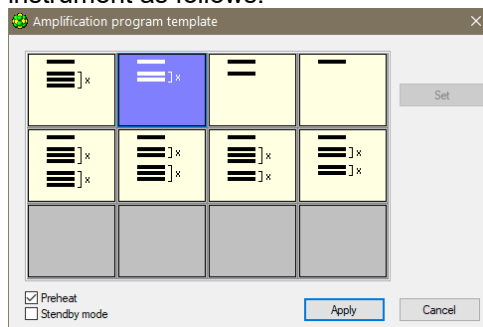 instrument as follows:
Amplification program template
x
x
Set
x
x
x
x
x
x
x
x
Preheat
Stendby mode
Apply
Cancel